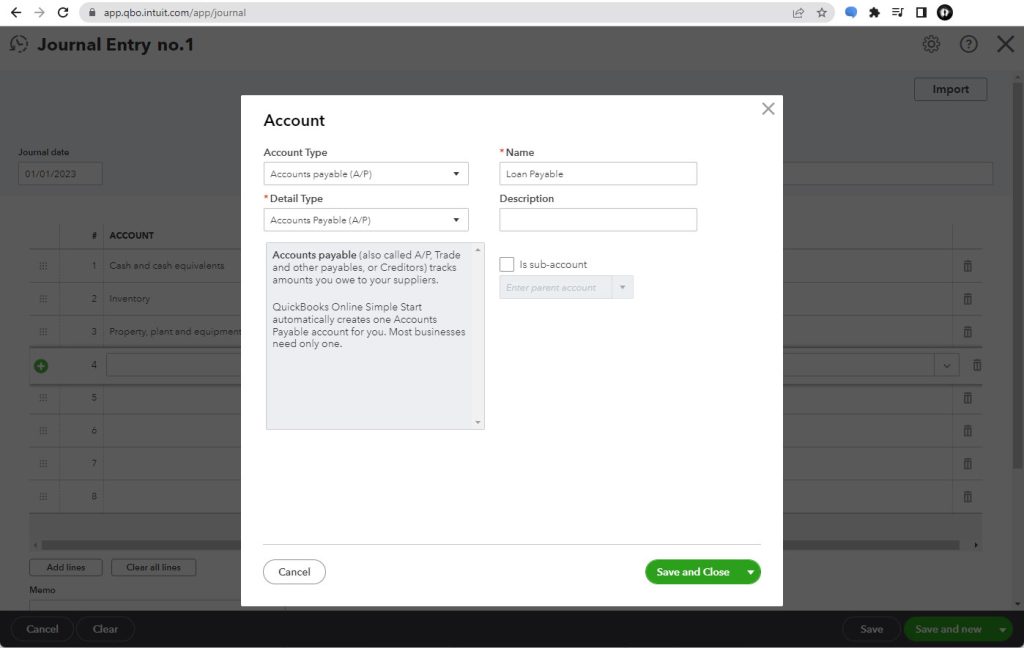 app.qbo.intuit.com/app/journal
Journal Entry no.1
Import
Journal date
01/01/2023
# ACCOUNT
1 Cash and cash equivalents
2 Inventory
3 Property, plant and equipment
4
5
6
7
8
Add lines Clear all lines
Memo
Cancel Clear Save Save and new
Account
Account Type * Name
Accounts payable (A/P) Loan Payable
* Detail Type Description
Accounts Payable (A/P)
Accounts payable (also called A/P, Trade
and other payables, or Creditors) tracks
amounts you owe to your suppliers.
QuickBooks Online Simple Start
automatically creates one Accounts
Payable account for you. Most businesses
need only one.
Is sub-account
Enter parent account
Cancel Save and Close